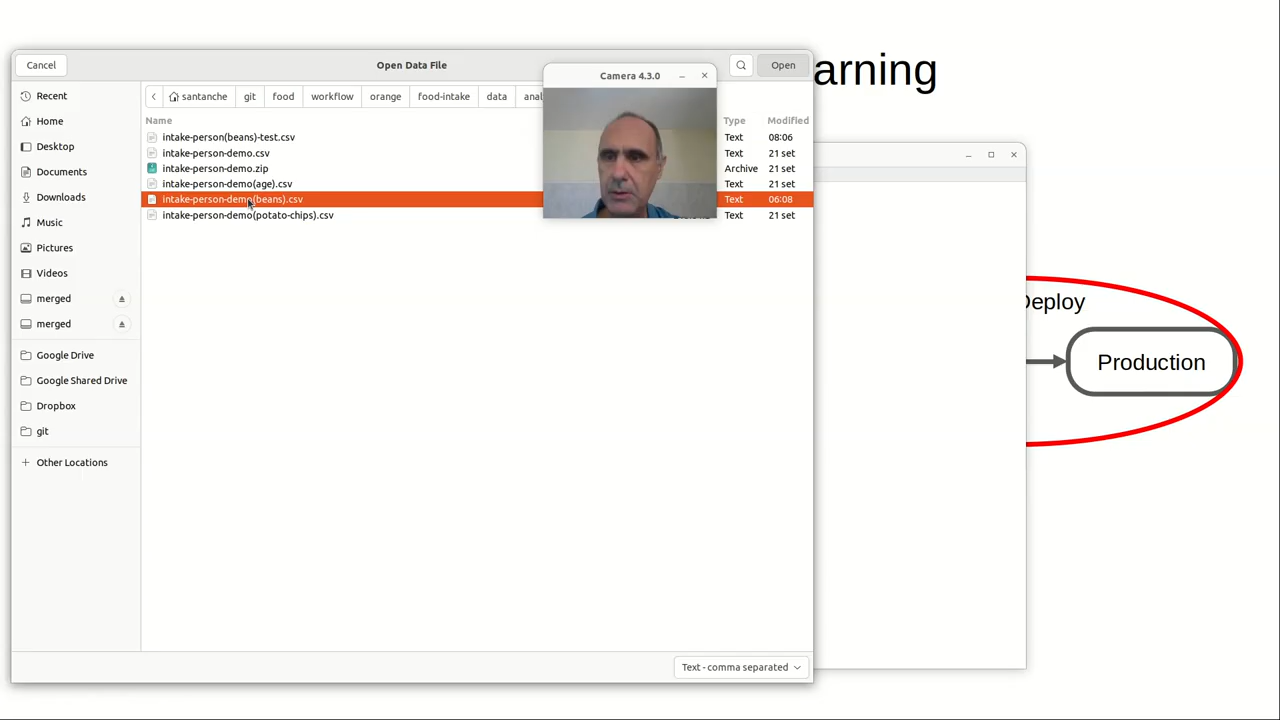 arning
Cancel
Open Data File
Open
Camera 4.3.0
Recent
Home
Desktop
Documents
Downloads
Music
Pictures
Videos
merged
merged
Google Drive
Google Shared Drive
Dropbox
git
Other Locations
santanche git food workflow orange food-intake data anal
Name Type Modified
intake-person(beans)-test.csv Text 08:06
intake-person-demo.csv Text 21 set
intake-person-demo.zip Archive 21 set
intake-person-demo(age).csv Text 21 set
intake-person-demo(beans).csv Text 06:08
intake-person-demo(potato-chips).csv Text 21 set
Text - comma separated
Deploy
Production